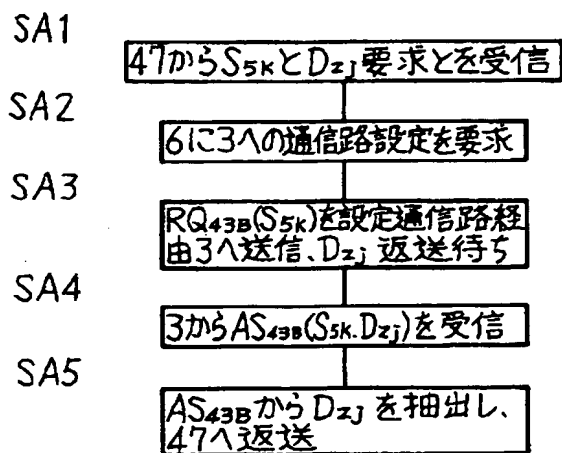 SA1
47からS5KとDzj要求とを受信
SA2
6に3への通信路設定を要求
SA3
RQ43B(S5K)を設定通信路経
由3へ送信、Dzj返送待ち
SA4
3からAS43B(S5K.Dzj)を受信
SA5
AS43BからDzjを抽出し、
47へ返送